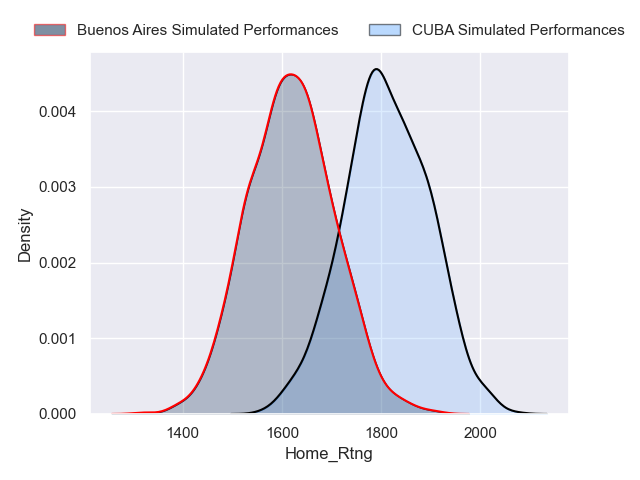 Buenos Aires Simulated Performances CUBA Simulated Performances
0.004
0.003
Density
0.002
0.001
0.000
1400 1600 1800 2000
Home_Rtng